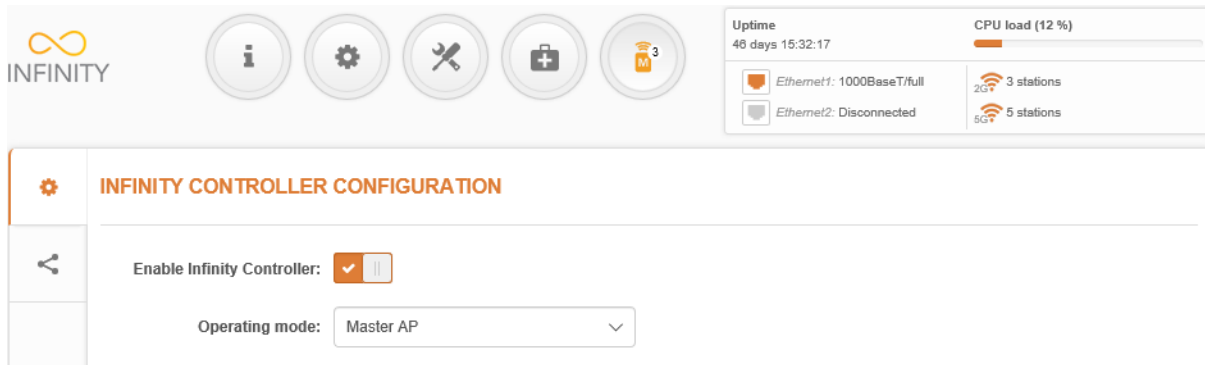 INFINITY
M
3
Uptime
46 days 15:32:17
CPU load (12 %)
Ethernet1: 1000BaseT/full
2G 3 stations
Ethernet2: Disconnected
5G 5 stations
INFINITY CONTROLLER CONFIGURATION
Enable Infinity Controller:
Operating mode: Master AP